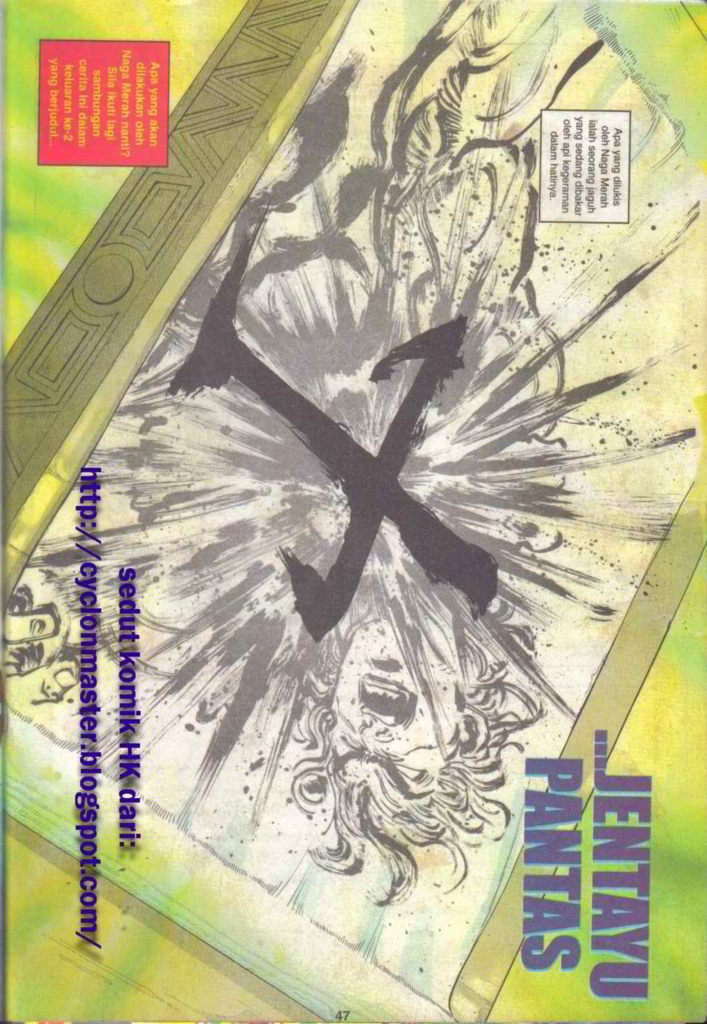 Apa yang dilukis
oleh Naga Merah
ialah seorang jaguh
yang sedang dibakar
oleh api kegeraman
dalam hatinya.
Apa yang akan
dilakukan oleh
Naga Merah nanti?
Sila ikuti lagi
sambungan
cerita ini dalam
keluaran ke-2
yang berjudul...
...JENTAYU
PANTAS
sedut komik HK dari:
http://cyclonmaster.blogspot.com/
47